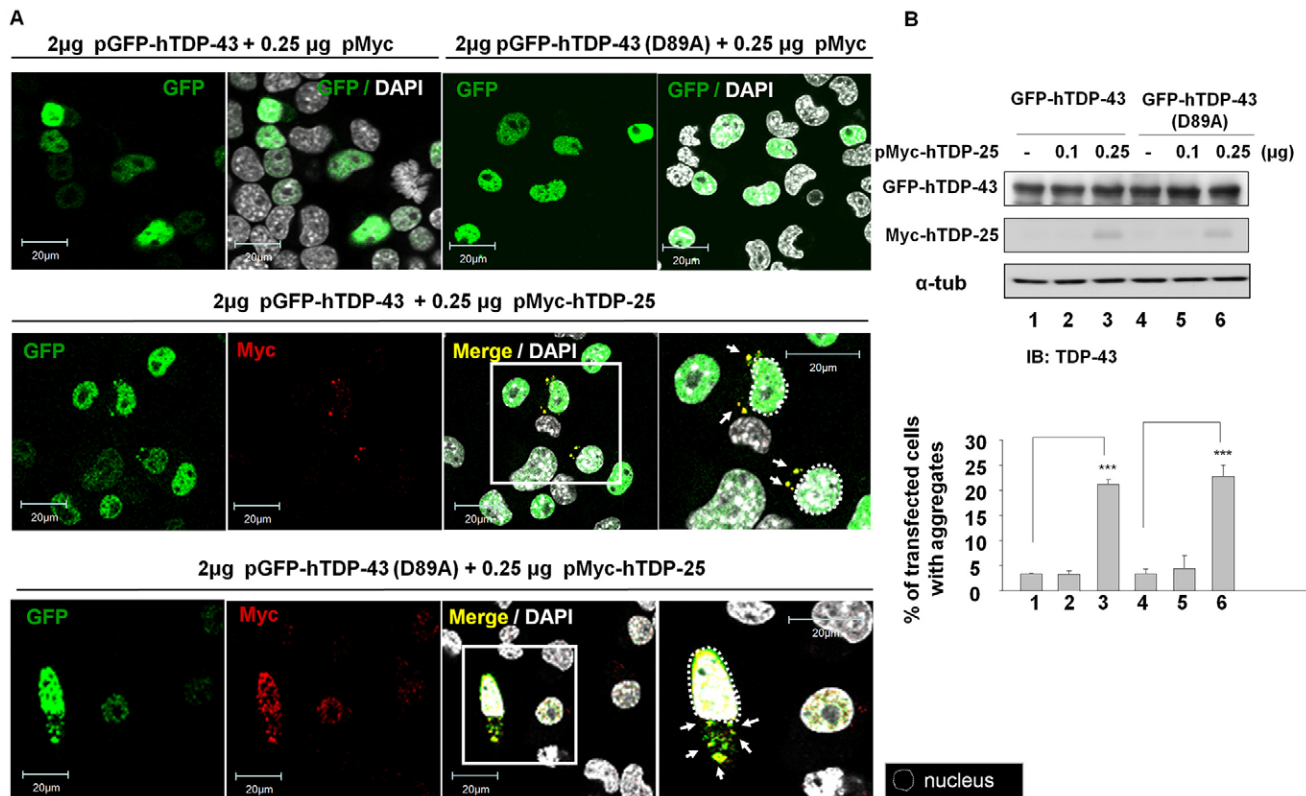 A
2µg pGFP-hTDP-43 + 0.25 µg pMyc
2µg pGFP-hTDP-43 (D89A) + 0.25 µg pMyc
GFP
GFP / DAPI
GFP
GFP / DAPI
20µm
20µm
20µm
20µm
2µg pGFP-hTDP-43 + 0.25 µg pMyc-hTDP-25
GFP
Myc
Merge / DAPI
20µm
20µm
20µm
20µm
2µg pGFP-hTDP-43 (D89A) + 0.25 µg pMyc-hTDP-25
GFP
Myc
Merge / DAPI
20µm
20µm
20µm
20µm
B
GFP-hTDP-43
GFP-hTDP-43
(D89A)
pMyc-hTDP-25 - 0.1 0.25 - 0.1 0.25 (µg)
GFP-hTDP-43
Myc-hTDP-25
α-tub
1 2 3 4 5 6
IB: TDP-43
% of transfected cells
with aggregates
30
25
20
15
10
5
0
*** ***
1 2 3 4 5 6
nucleus